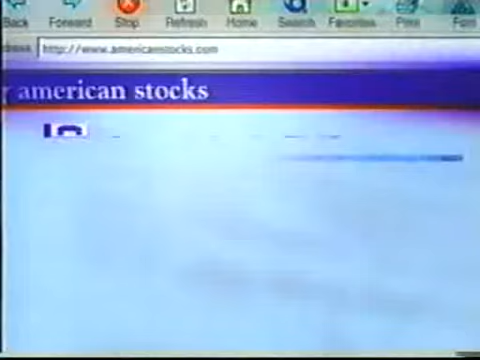 Back Forward Stop Refresh Home Search Favorites Print
http://www.americanstocks.com
american stocks